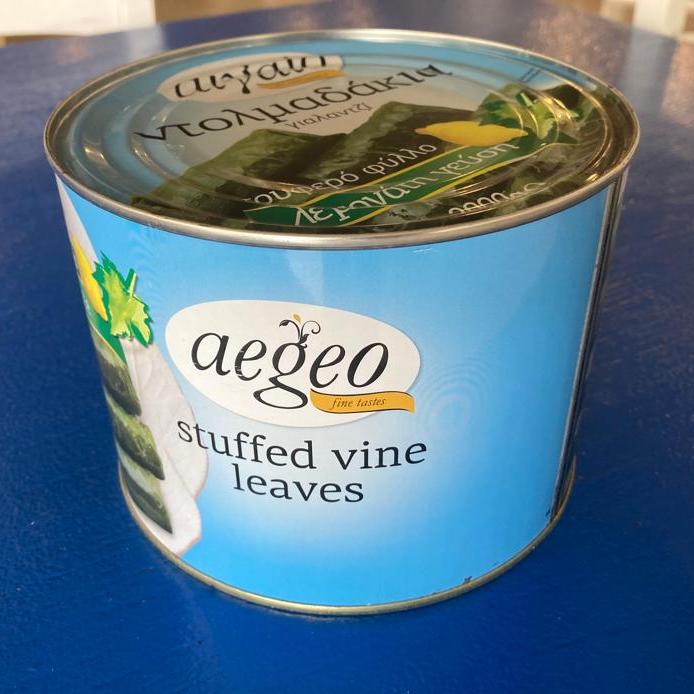 αιγαίο
ντολμαδάκια
γιαλαντζί
τρυφερό φύλλο
λεμονάτη γεύση
aegeo
fine tastes
stuffed vine
leaves